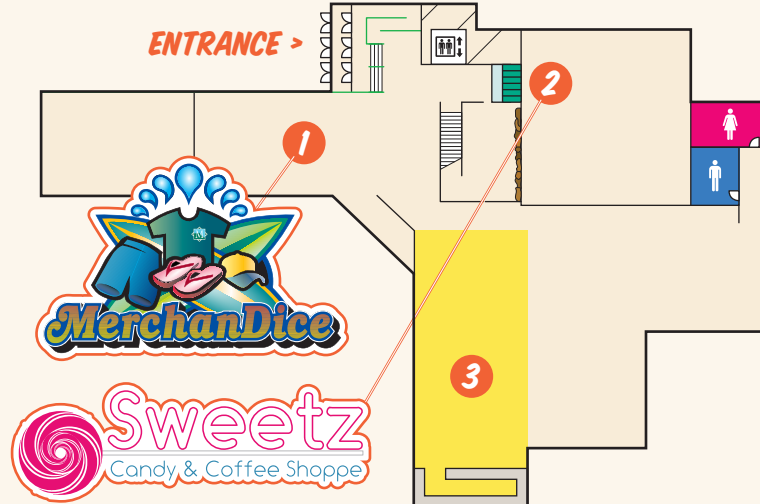 ENTRANCE >
2
1
MerchanDice
3
Sweetz
Candy & Coffee Shoppe